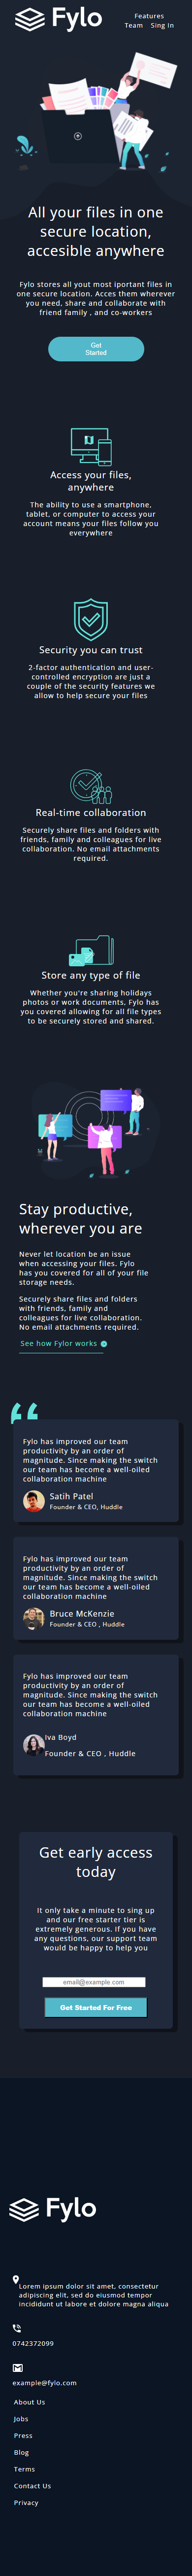 Fylo
Features
Team Sing In
All your files in one
secure location,
accesible anywhere
Fylo stores all yout most iportant files in
one secure location. Acces them wherever
you need, share and collaborate with
friend family , and co-workers
Get
Started
Access your files,
anywhere
The ability to use a smartphone,
tablet, or computer to access your
account means your files follow you
everywhere
Security you can trust
2-factor authentication and user-
controlled encryption are just a
couple of the security features we
allow to help secure your files
Real-time collaboration
Securely share files and folders with
friends, family and colleagues for live
collaboration. No email attachments
required.
Store any type of file
Whether you're sharing holidays
photos or work documents, Fylo has
you covered allowing for all file types
to be securely stored and shared.
Stay productive,
wherever you are
Never let location be an issue
when accessing your files. Fylo
has you covered for all of your file
storage needs.
Securely share files and folders
with friends, family and
colleagues for live collaboration.
No email attachments required.
See how Fylor works
Fylo has improved our team
productivity by an order of
magnitude. Since making the switch
our team has become a well-oiled
collaboration machine
Satih Patel
Founder & CEO, Huddle
Fylo has improved our team
productivity by an order of
magnitude. Since making the switch
our team has become a well-oiled
collaboration machine
Bruce McKenzie
Founder & CEO , Huddle
Fylo has improved our team
productivity by an order of
magnitude. Since making the switch
our team has become a well-oiled
collaboration machine
Iva Boyd
Founder & CEO , Huddle
Get early access
today
It only take a minute to sing up
and our free starter tier is
extremely generous. If you have
any questions, our support team
would be happy to help you
email@example.com
Get Started For Free
Fylo
Lorem ipsum dolor sit amet, consectetur
adipiscing elit, sed do eiusmod tempor
incididunt ut labore et dolore magna aliqua
0742372099
example@fylo.com
About Us
Jobs
Press
Blog
Terms
Contact Us
Privacy